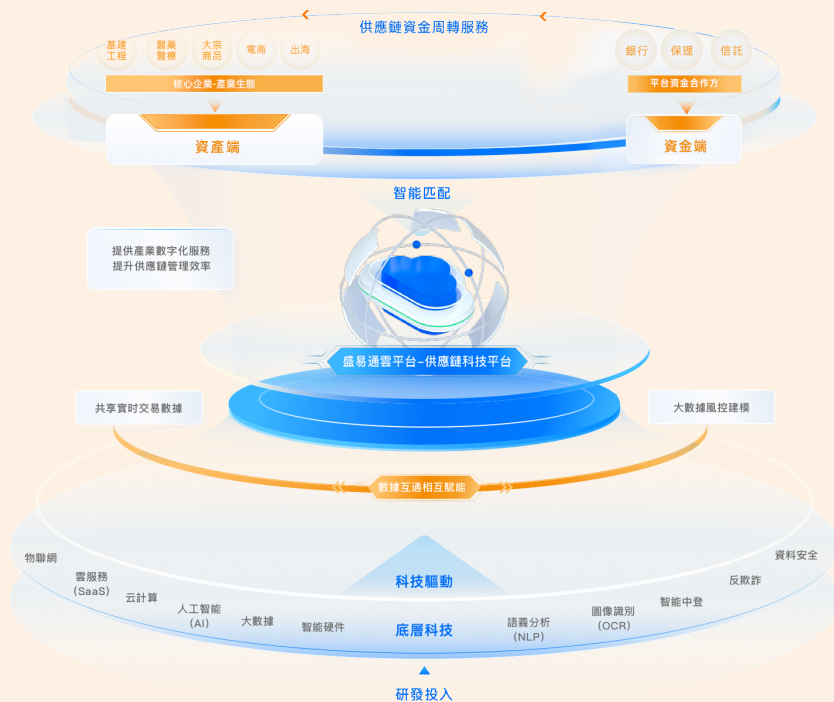 供應鏈資金周轉服務
基建
工程
醫藥
醫療
大宗
商品
電商
出海
銀行
保理
信託
核心企業-產業生態
平台资金合作方
資產端
資金端
智能匹配
提供產業數字化服務
提升供應鏈管理效率
盛易通雲平台-供應鏈科技平台
共享實时交易數據
大數據風控建模
數據互通相互賦能
物聯網
雲服務
(SaaS)
云計算
人工智能
(AI)
大數據
智能硬件
科技驅動
底層科技
語義分析
(NLP)
圖像識別
(OCR)
智能中登
反欺詐
資料安全
研發投入